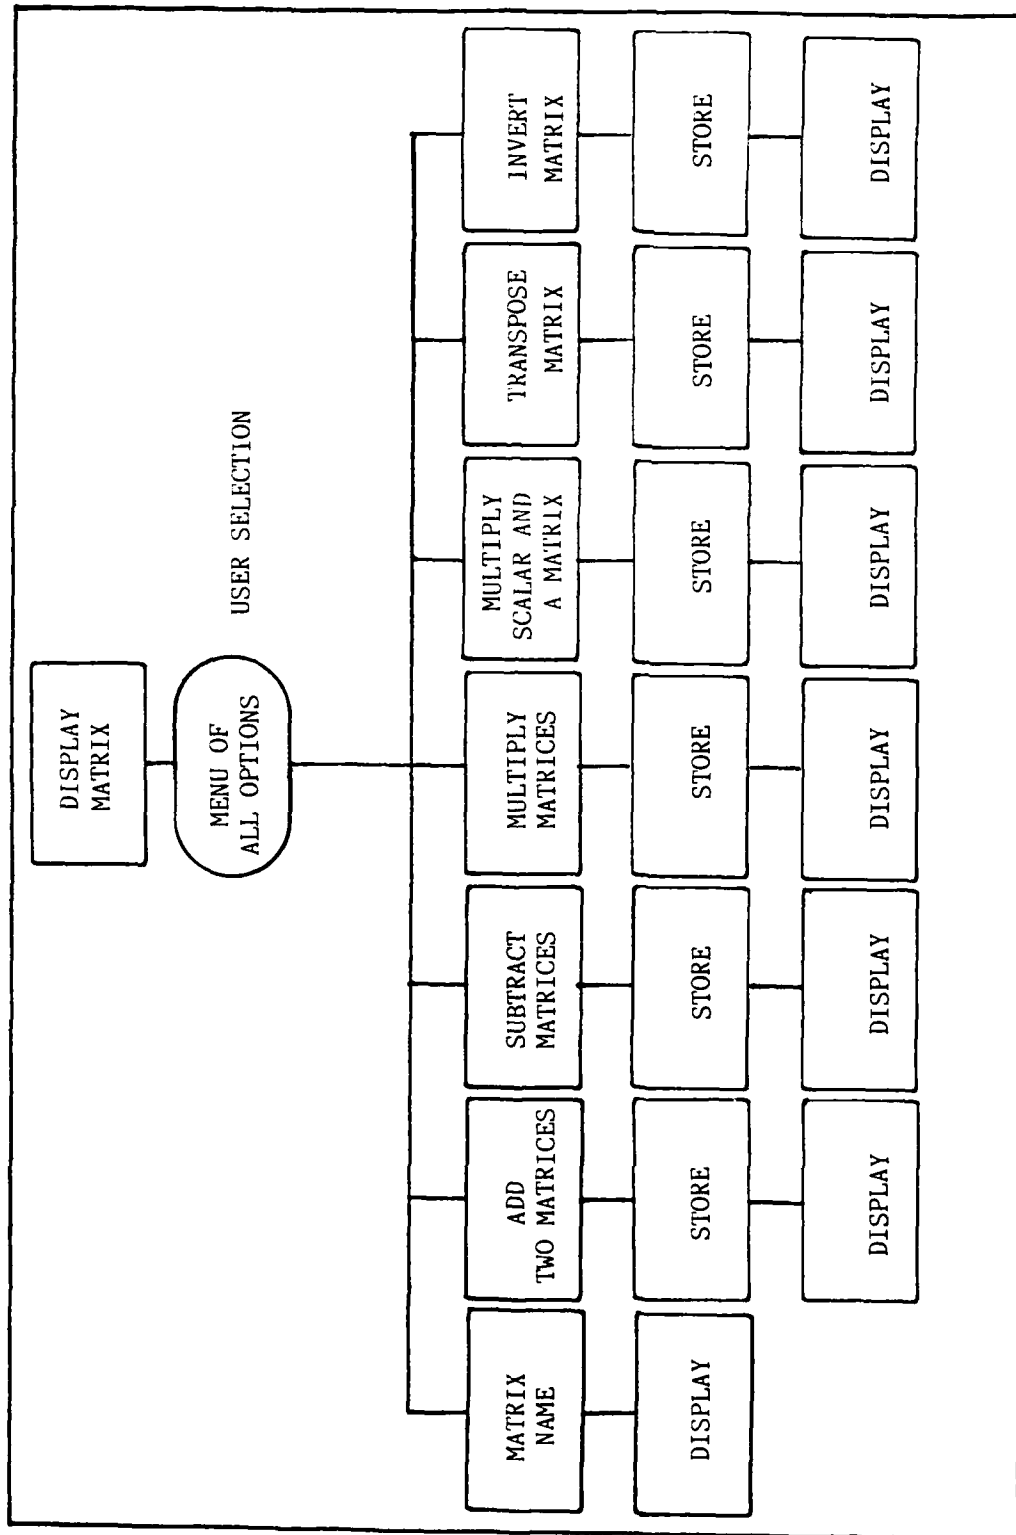 DISPLAY
MATRIX
MENU OF
ALL OPTIONS
USER SELECTION
MATRIX
NAME
DISPLAY
ADD
TWO MATRICES
STORE
DISPLAY
SUBTRACT
MATRICES
STORE
DISPLAY
MULTIPLY
MATRICES
STORE
DISPLAY
MULTIPLY
SCALAR AND
A MATRIX
STORE
DISPLAY
TRANSPOSE
MATRIX
STORE
DISPLAY
INVERT
MATRIX
STORE
DISPLAY